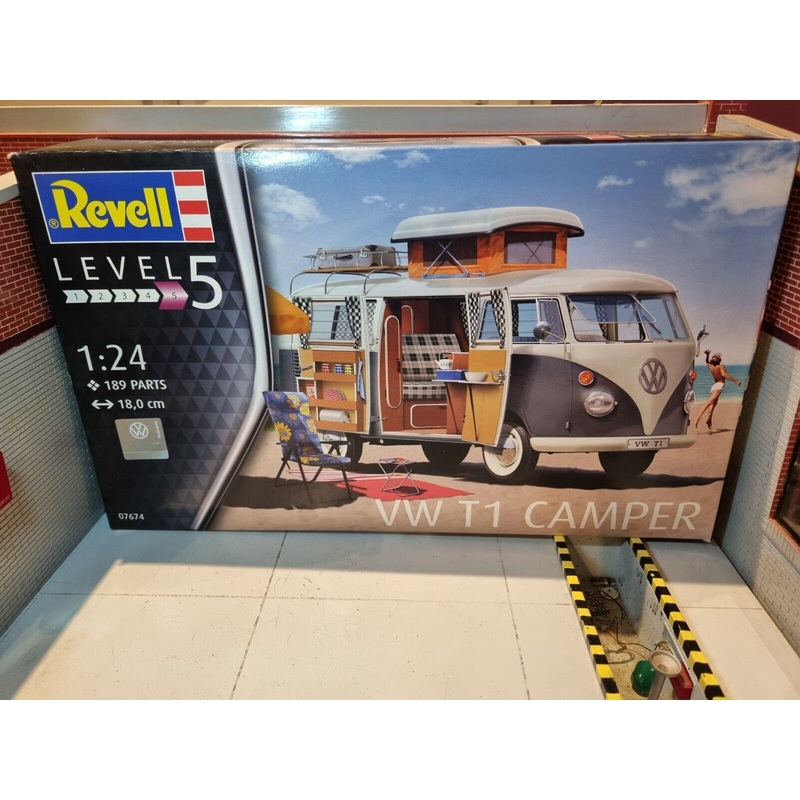 ®Revell
LEVEL 5
1 2 3 4 5
1:24
189 PARTS
18,0 cm
07674
VW T1
VW T1 CAMPER